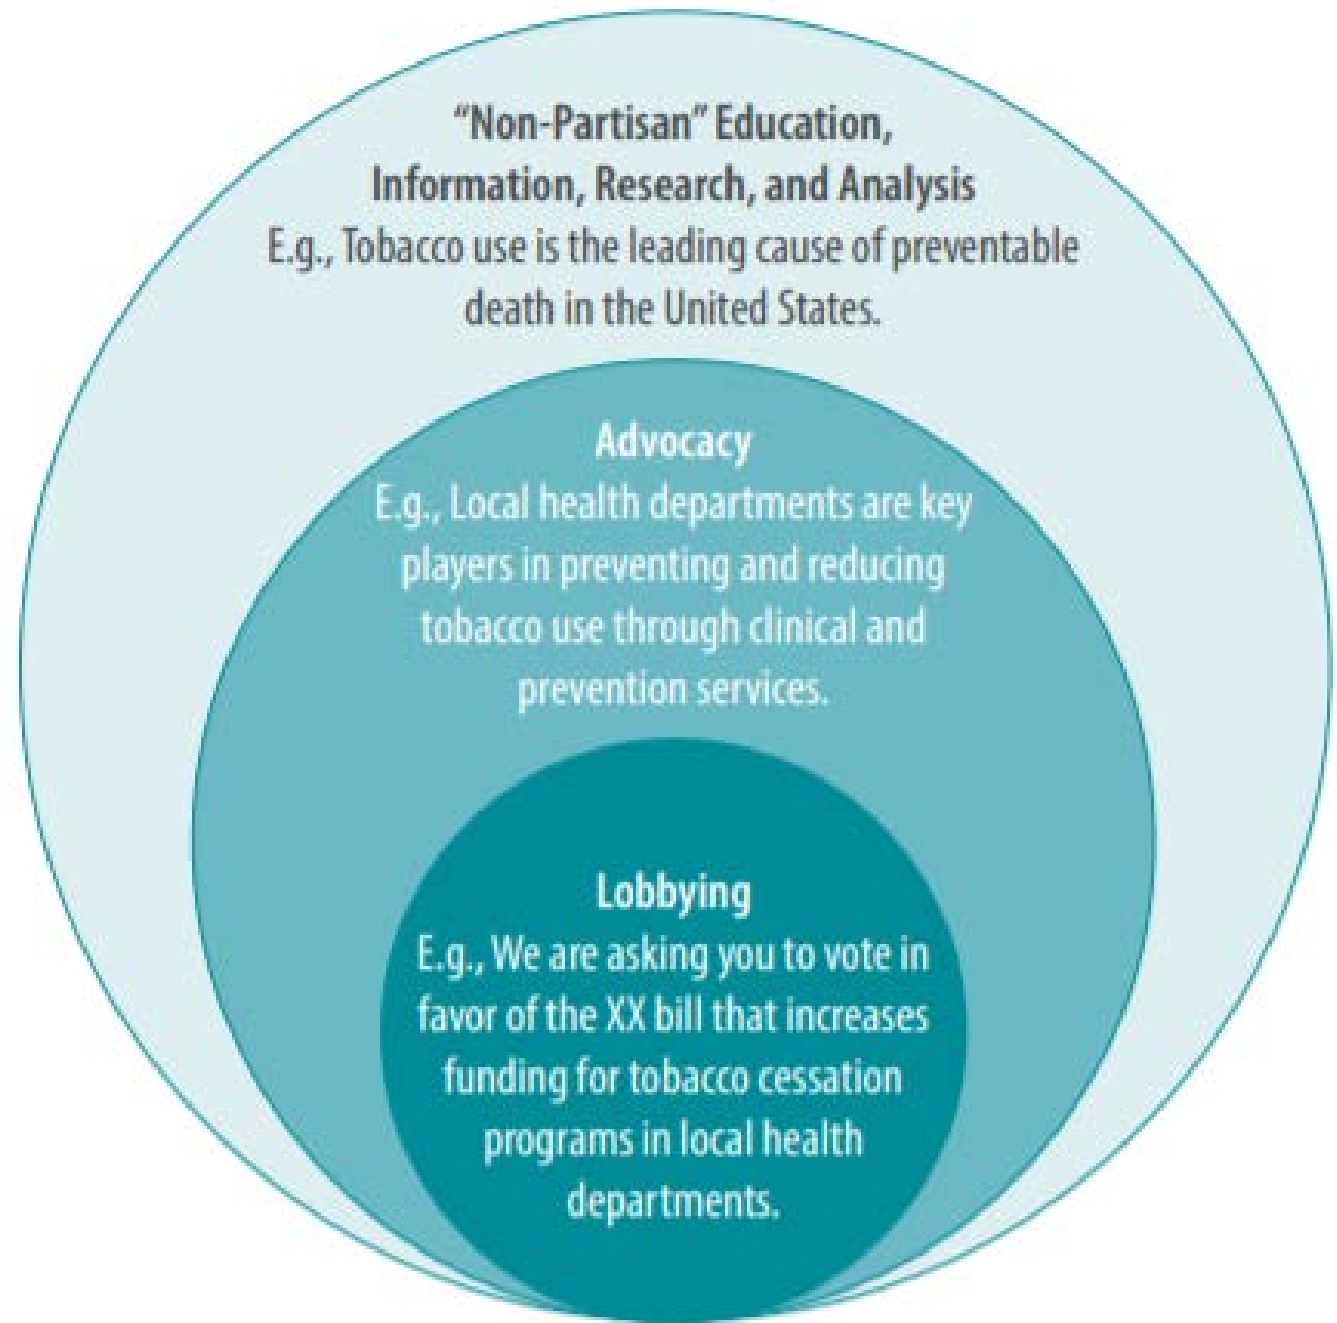 “Non-Partisan” Education,
Information, Research, and Analysis
E.g., Tobacco use is the leading cause of preventable
death in the United States.
Advocacy
E.g., Local health departments are key
players in preventing and reducing
tobacco use through clinical and
prevention services.
Lobbying
E.g., We are asking you to vote in
favor of the XX bill that increases
funding for tobacco cessation
programs in local health
departments.